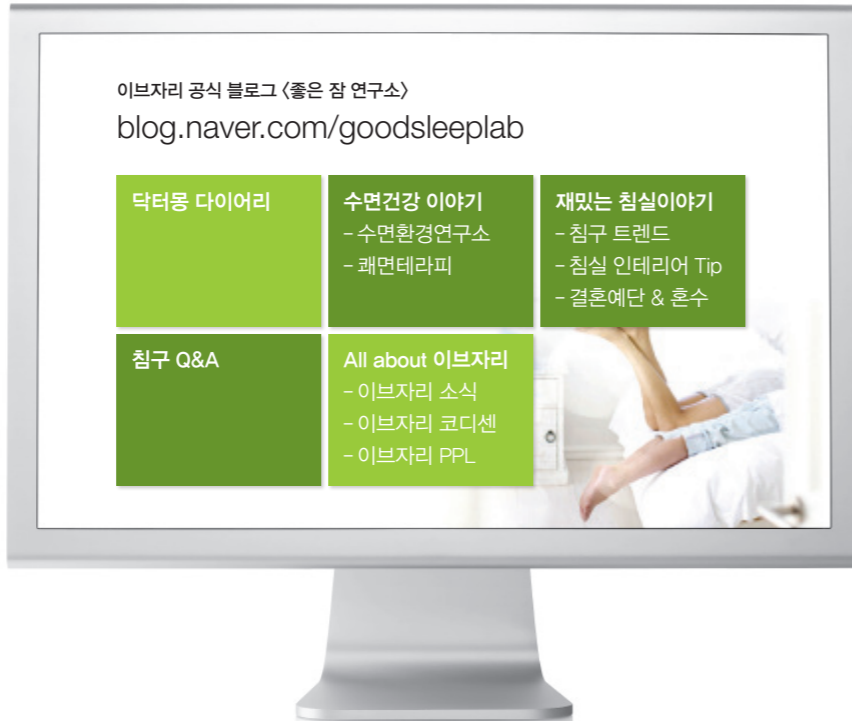 이브자리 공식 블로그 〈좋은 잠 연구소〉
blog.naver.com/goodsleeplab
닥터몽 다이어리
수면건강 이야기
- 수면환경연구소
- 쾌면테라피
재밌는 침실이야기
- 침구 트렌드
- 침실 인테리어 Tip
- 결혼예단 & 혼수
침구 Q&A
All about 이브자리
- 이브자리 소식
- 이브자리 코디센
- 이브자리 PPL